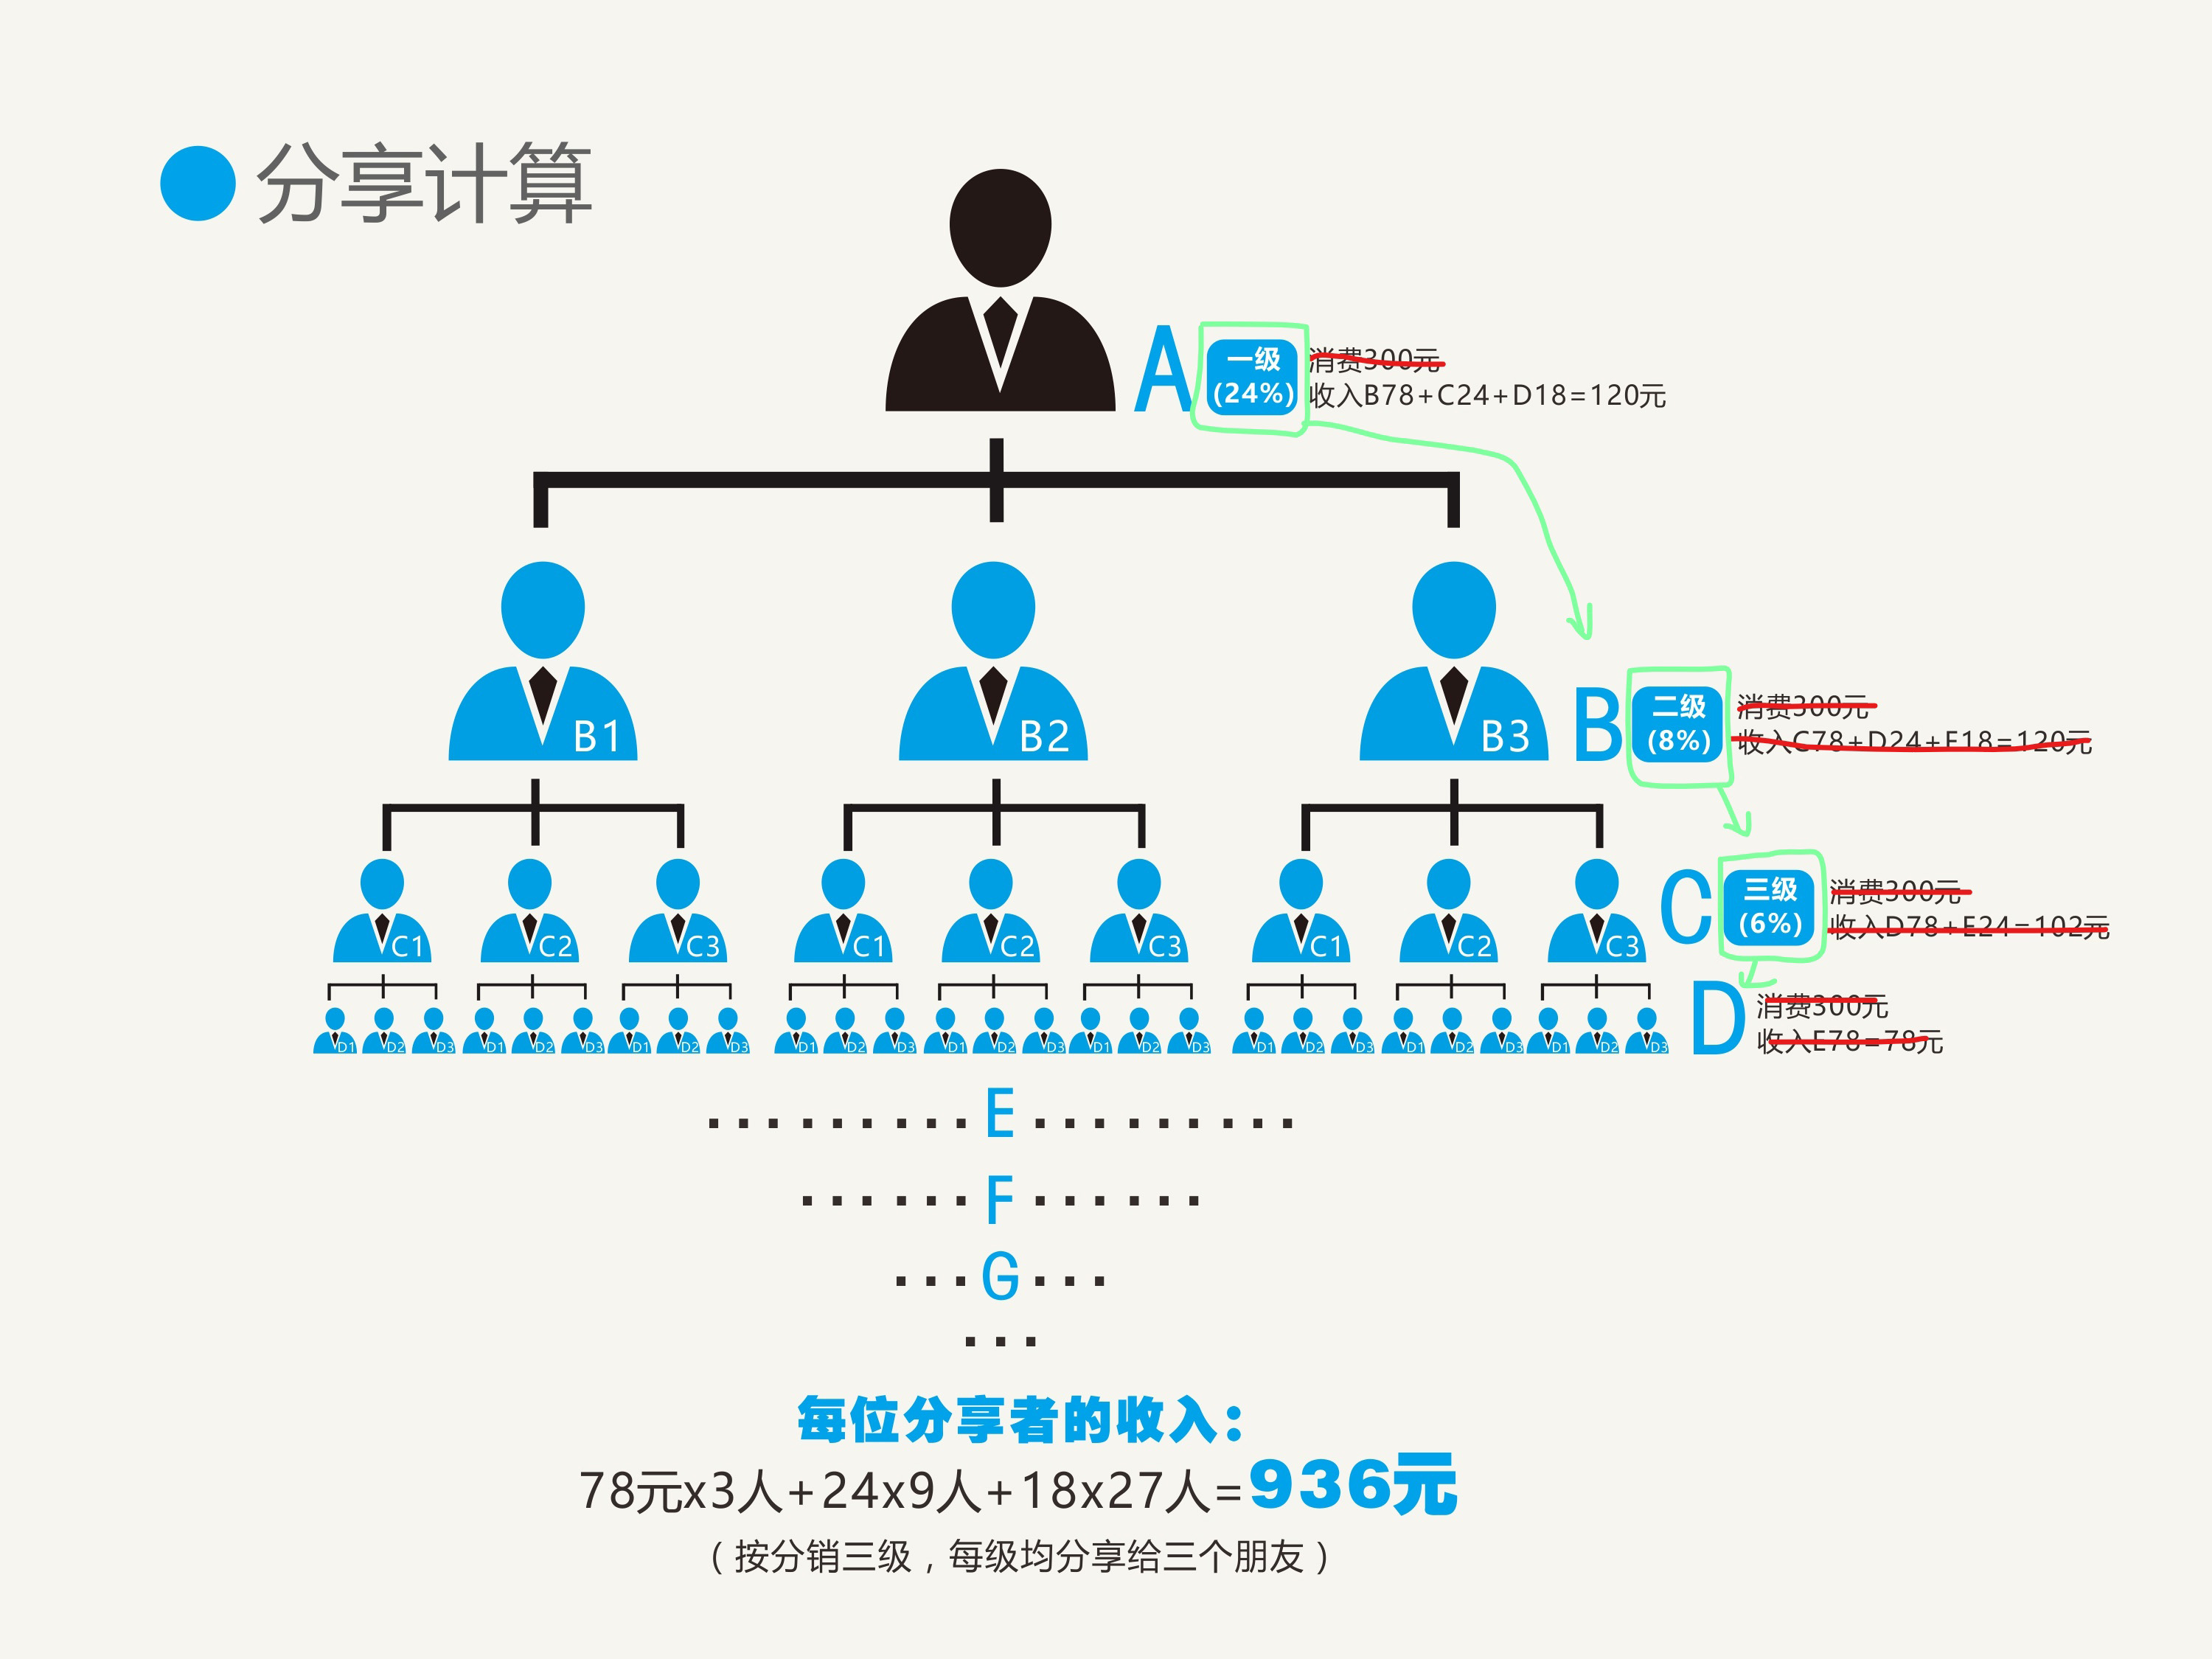 分享计算
A
一级
(24%)
消费300元
收入B78+C24+D18=120元
B1
B2
B3
B
二级
(8%)
消费300元
收入C78+D24+F18=120元
C1
C2
C3
C1
C2
C3
C1
C2
C3
C
三级
(6%)
消费300元
收入D78+E24=102元
D1
D2
D3
D1
D2
D3
D1
D2
D3
D1
D2
D3
D1
D2
D3
D1
D2
D3
D1
D2
D3
D1
D2
D3
D1
D2
D3
D
消费300元
收入E78=78元
E
F
G
每位分享者的收入：
78元x3人+24x9人+18x27人=936元
（按分销三级，每级均分享给三个朋友）